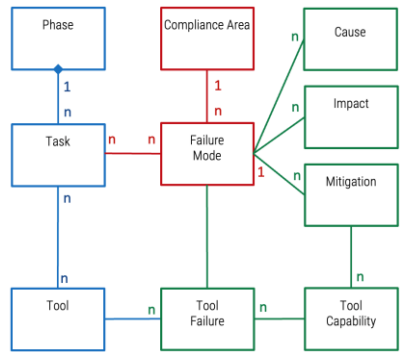 Phase
Compliance Area
Cause
n
1
1
n
n
n
Impact
Task
n
n
Failure
Mode
1
n
Mitigation
n
n
n
Tool
n
Tool
Failure
n
Tool
Capability